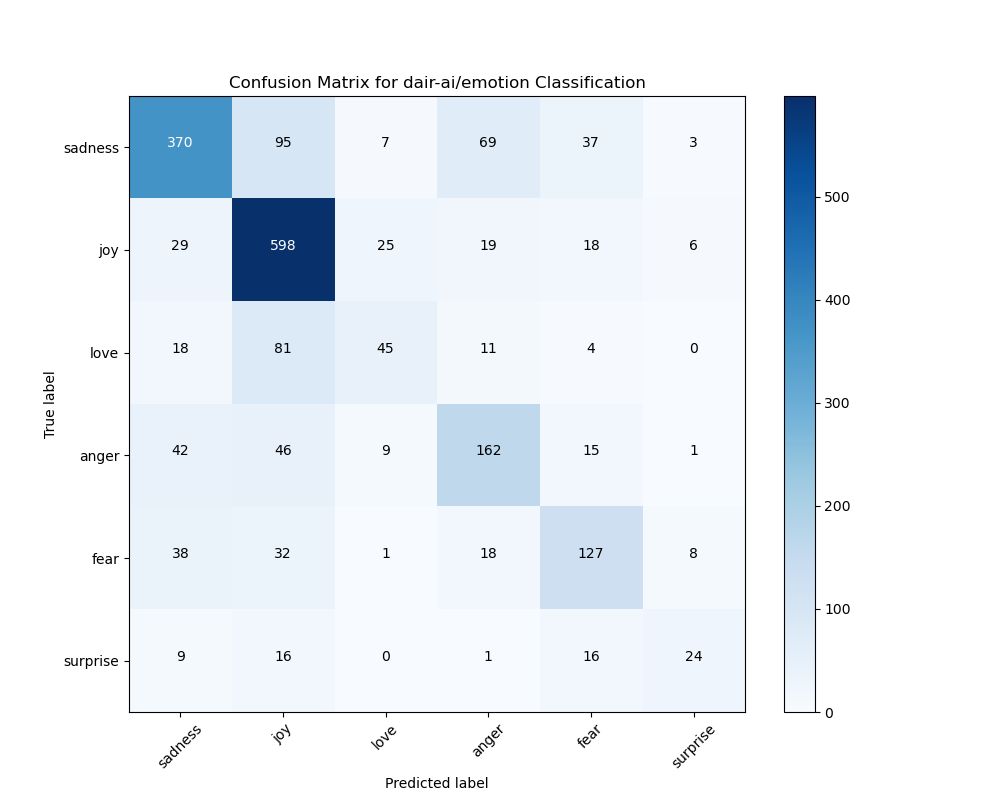 Confusion Matrix for dair-ai/emotion Classification
sadness 370 95 7 69 37 3
joy 29 598 25 19 18 6
love 18 81 45 11 4 0
anger 42 46 9 162 15 1
fear 38 32 1 18 127 8
surprise 9 16 0 1 16 24
sadness joy love anger fear surprise
Predicted label
True label
500
400
300
200
100
0